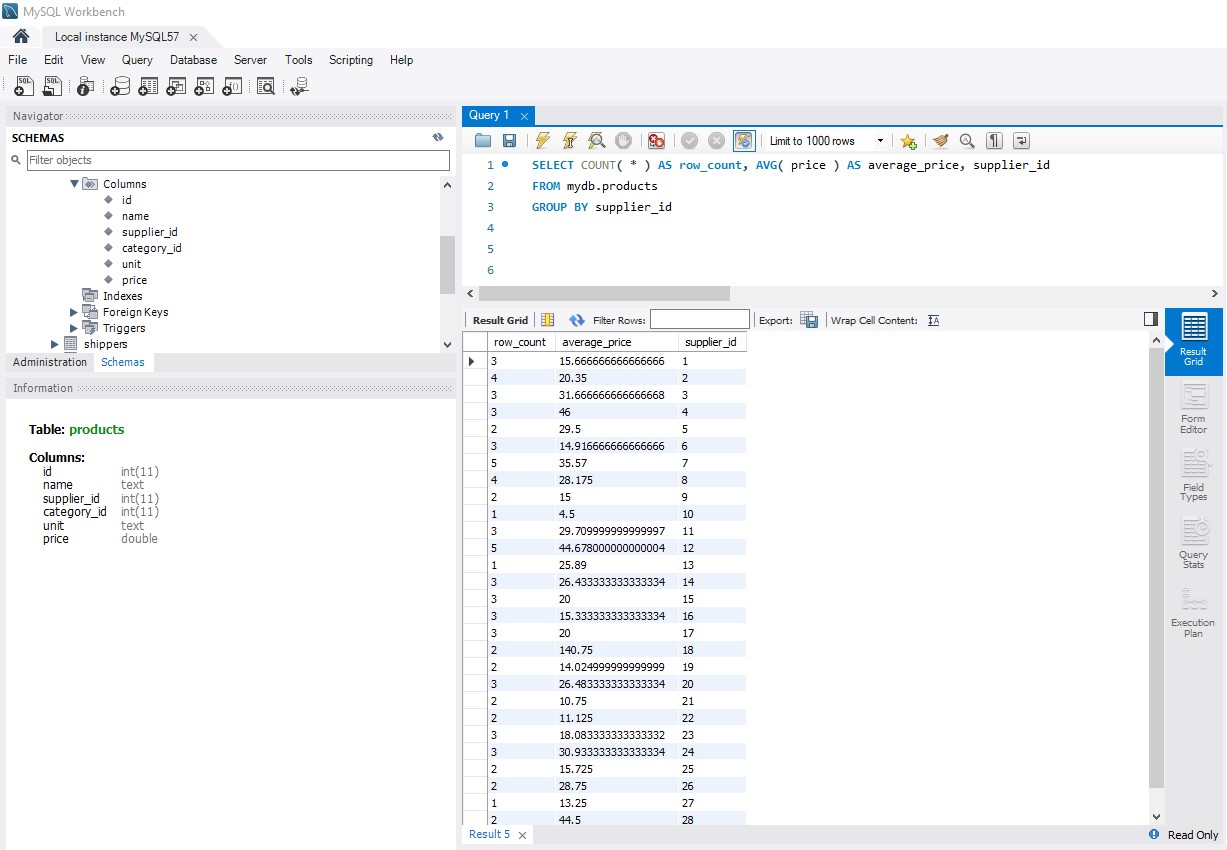 MySQL Workbench
Local instance MySQL57
File Edit View Query Database Server Tools Scripting Help
Navigator
SCHEMAS
Filter objects
Columns
id
name
supplier_id
category_id
unit
price
Indexes
Foreign Keys
Triggers
shippers
Administration Schemas
Information
Table: products
Columns:
id int(11)
name text
supplier_id int(11)
category_id int(11)
unit text
price double
Query 1
Limit to 1000 rows
1 SELECT COUNT( * ) AS row_count, AVG( price ) AS average_price, supplier_id
2 FROM mydb.products
3 GROUP BY supplier_id
4
5
6
Result Grid Filter Rows: Export: Wrap Cell Content:
row_count average_price supplier_id
3 15.666666666666666 1
4 20.35 2
3 31.666666666666668 3
3 46 4
2 29.5 5
3 14.916666666666666 6
5 35.57 7
4 28.175 8
2 15 9
1 4.5 10
3 29.709999999999997 11
5 44.678000000000004 12
1 25.89 13
3 26.433333333333334 14
3 20 15
3 15.333333333333334 16
3 20 17
2 140.75 18
2 14.024999999999999 19
3 26.483333333333334 20
2 10.75 21
2 11.125 22
3 18.083333333333332 23
3 30.933333333333334 24
2 15.725 25
2 28.75 26
1 13.25 27
2 44.5 28
Result
Grid
Form
Editor
Field
Types
Query
Stats
Execution
Plan
Result 5
Read Only